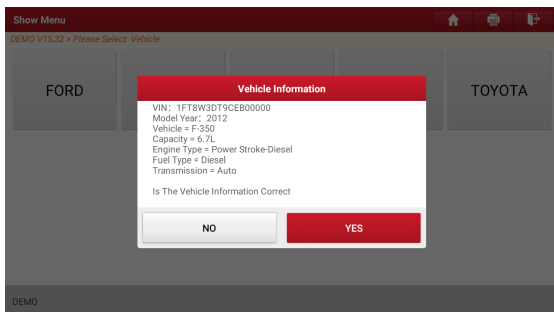 Show Menu
DEMO V15.32 > Please Select Vehicle
FORD
TOYOTA
Vehicle Information
VIN: 1FT8W3DT9CEB00000
Model Year: 2012
Vehicle = F-350
Capacity = 6.7L
Engine Type = Power Stroke-Diesel
Fuel Type = Diesel
Transmission = Auto
Is The Vehicle Information Correct
NO
YES
DEMO